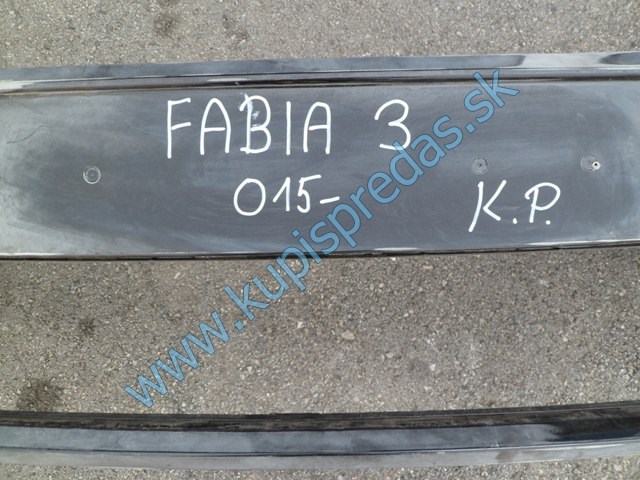 FABIA 3
015-
K.P.
www.kupispredas.sk